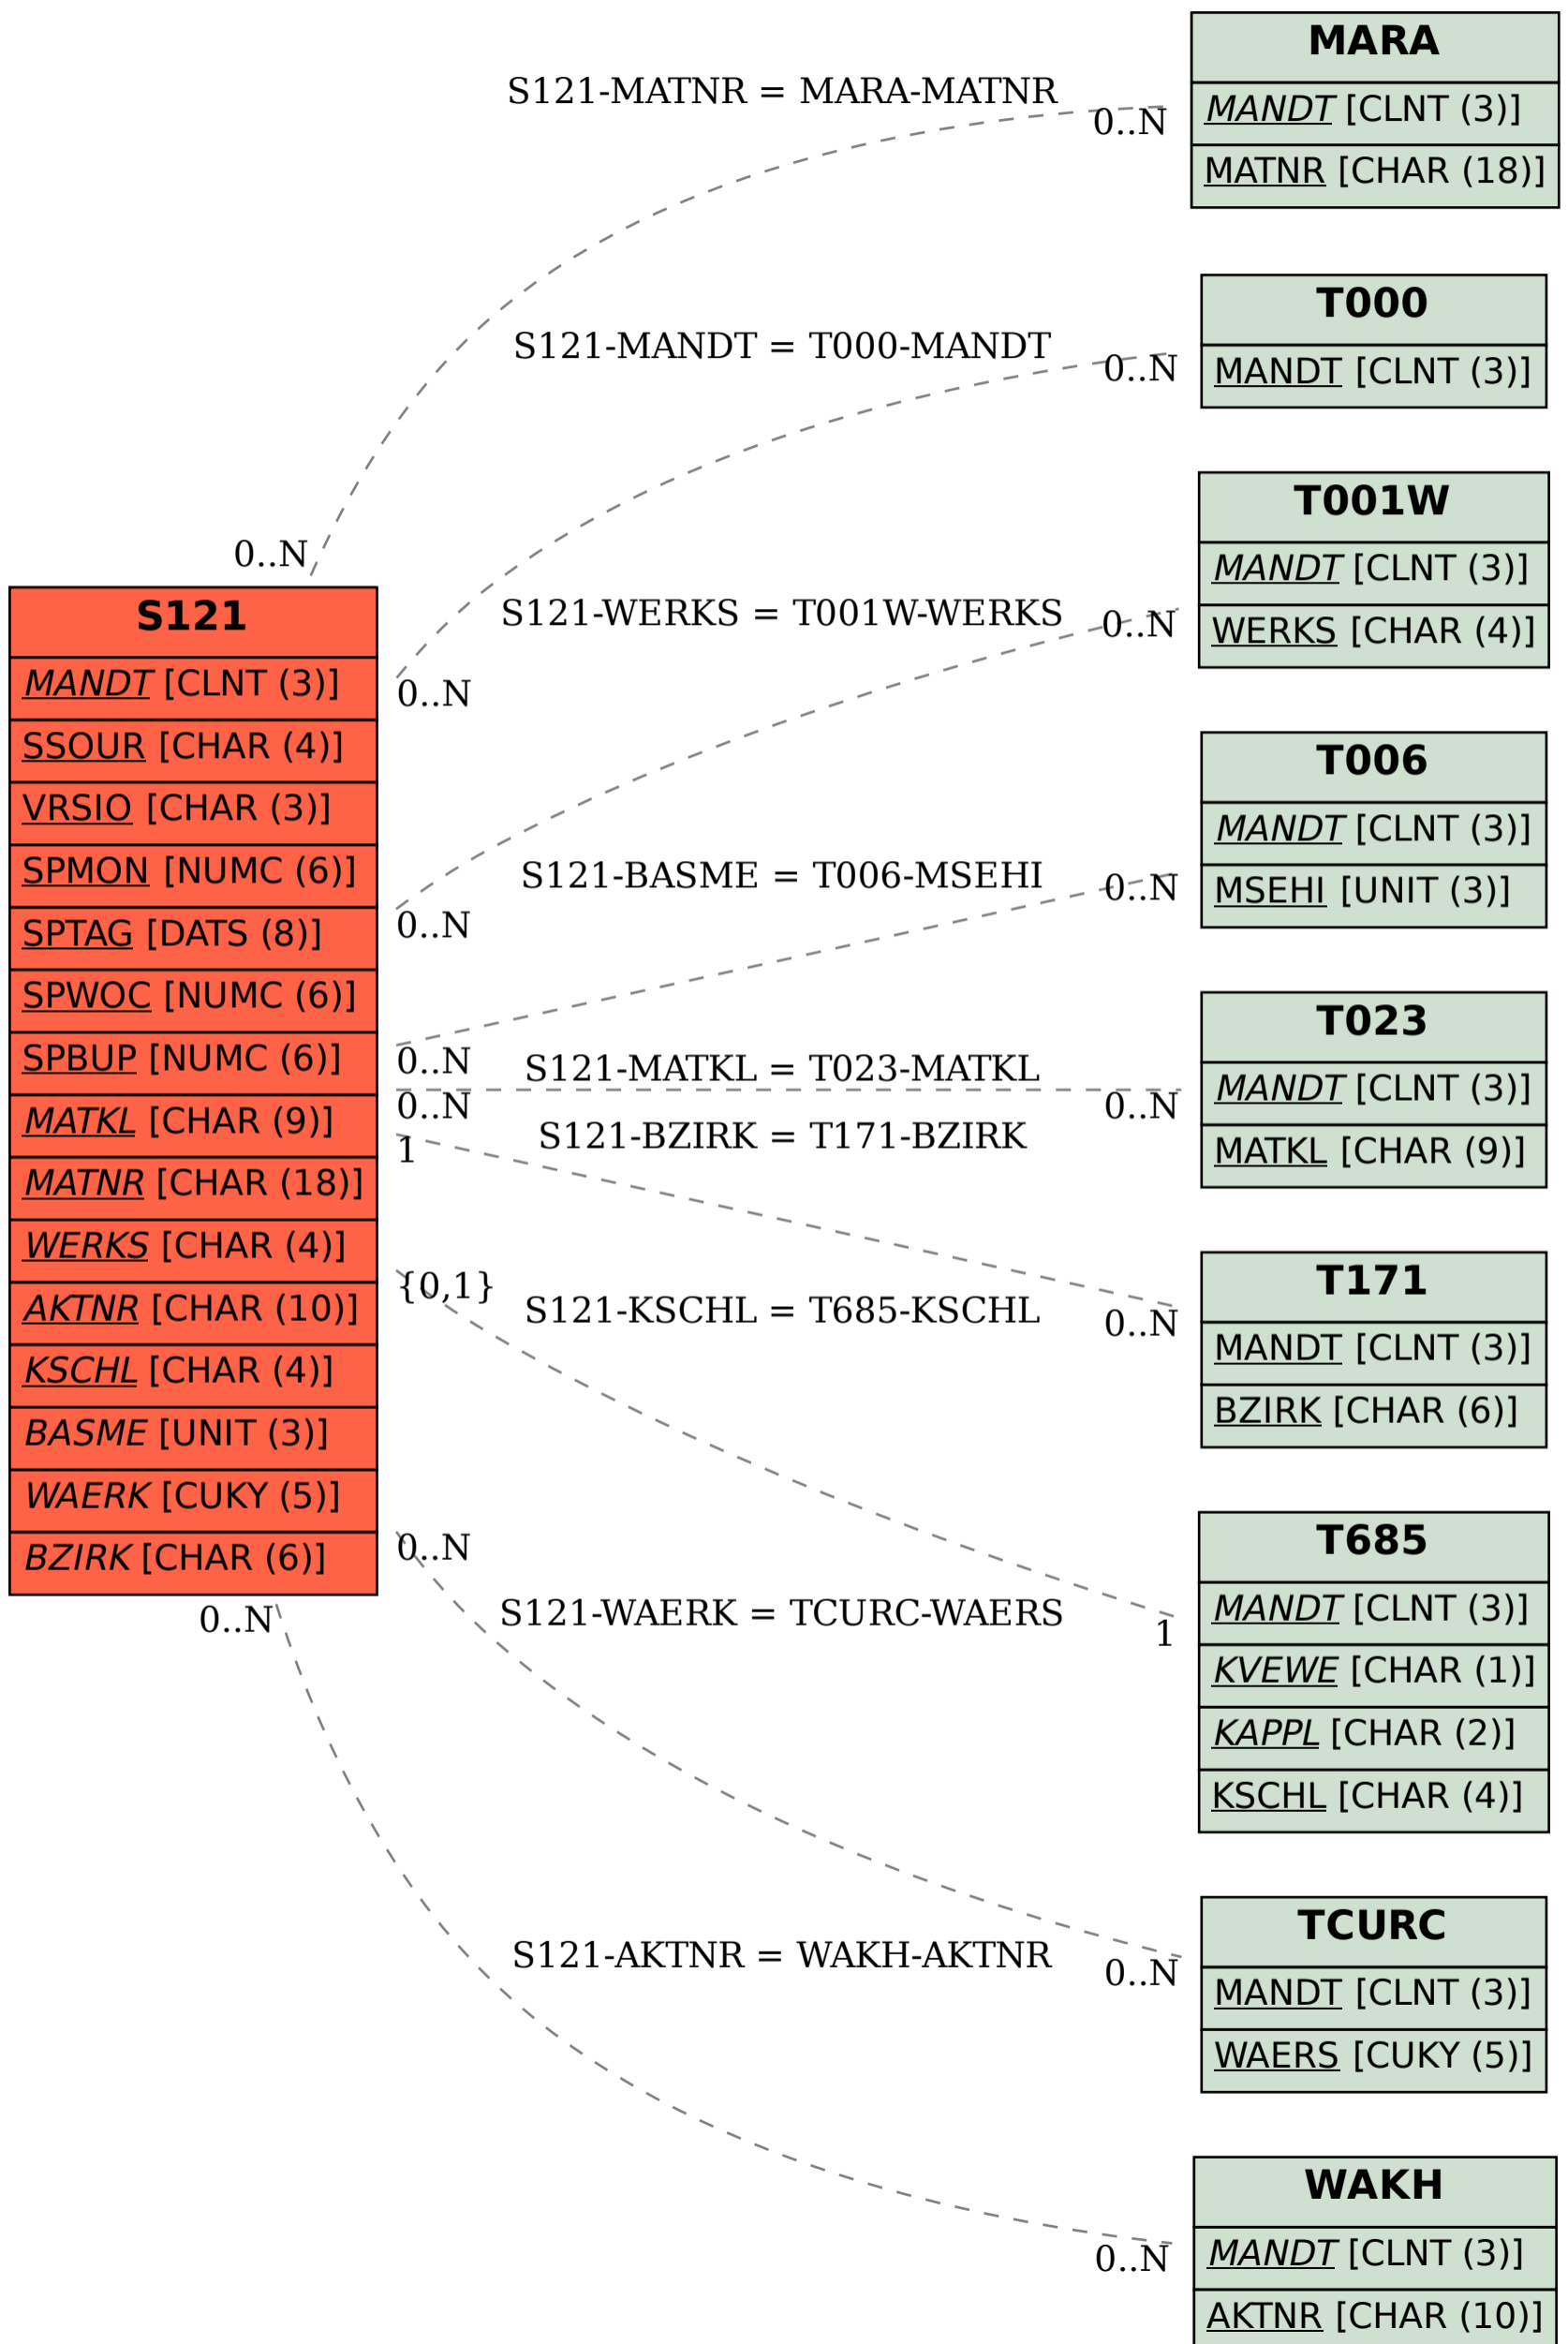 MARA
MANDT [CLNT (3)]
MATNR [CHAR (18)]
S121-MATNR = MARA-MATNR
0..N
0..N
T000
MANDT [CLNT (3)]
S121-MANDT = T000-MANDT
0..N
0..N
T001W
MANDT [CLNT (3)]
WERKS [CHAR (4)]
S121-WERKS = T001W-WERKS
0..N
0..N
T006
MANDT [CLNT (3)]
MSEHI [UNIT (3)]
S121-BASME = T006-MSEHI
0..N
0..N
T023
MANDT [CLNT (3)]
MATKL [CHAR (9)]
S121-MATKL = T023-MATKL
0..N
0..N
T171
MANDT [CLNT (3)]
BZIRK [CHAR (6)]
S121-BZIRK = T171-BZIRK
1
0..N
T685
MANDT [CLNT (3)]
KVEWE [CHAR (1)]
KAPPL [CHAR (2)]
KSCHL [CHAR (4)]
S121-KSCHL = T685-KSCHL
{0,1}
1
TCURC
MANDT [CLNT (3)]
WAERS [CUKY (5)]
S121-WAERK = TCURC-WAERS
0..N
0..N
WAKH
MANDT [CLNT (3)]
AKTNR [CHAR (10)]
S121-AKTNR = WAKH-AKTNR
0..N
0..N
S121
MANDT [CLNT (3)]
SSOUR [CHAR (4)]
VRSIO [CHAR (3)]
SPMON [NUMC (6)]
SPTAG [DATS (8)]
SPWOC [NUMC (6)]
SPBUP [NUMC (6)]
MATKL [CHAR (9)]
MATNR [CHAR (18)]
WERKS [CHAR (4)]
AKTNR [CHAR (10)]
KSCHL [CHAR (4)]
BASME [UNIT (3)]
WAERK [CUKY (5)]
BZIRK [CHAR (6)]